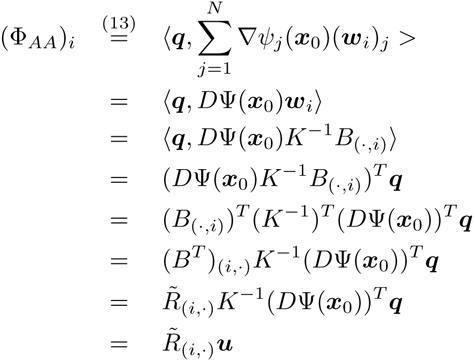 (Φ_{AA})_i \overset{(13)}{=} ⟨𝒒, \sum_{j=1}^{N} ∇ψ_j(𝒙_0)(𝒘_i)_j >
= ⟨𝒒, DΨ(𝒙_0)𝒘_i⟩
= ⟨𝒒, DΨ(𝒙_0)K^{-1}B_{(·,i)}⟩
= (DΨ(𝒙_0)K^{-1}B_{(·,i)})^T 𝒒
= (B_{(·,i)})^T (K^{-1})^T (DΨ(𝒙_0))^T 𝒒
= (B^T)_{(i,·)} K^{-1} (DΨ(𝒙_0))^T 𝒒
= \tilde{R}_{(i,·)} K^{-1} (DΨ(𝒙_0))^T 𝒒
= \tilde{R}_{(i,·)} 𝒖